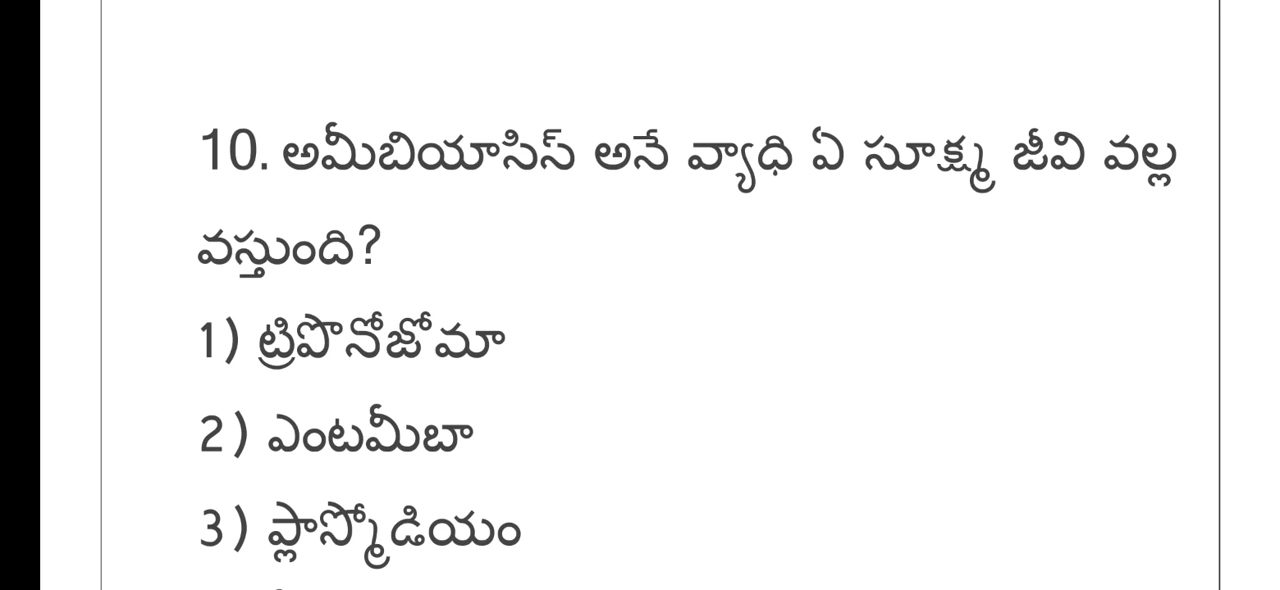 10. అమీబియాసిస్ అనే వ్యాధి ఏ సూక్ష్మ జీవి వల్ల
వస్తుంది?
1) ట్రిపొనోజోమా
2) ఎంటమీబా
3) ప్లాస్మోడియం